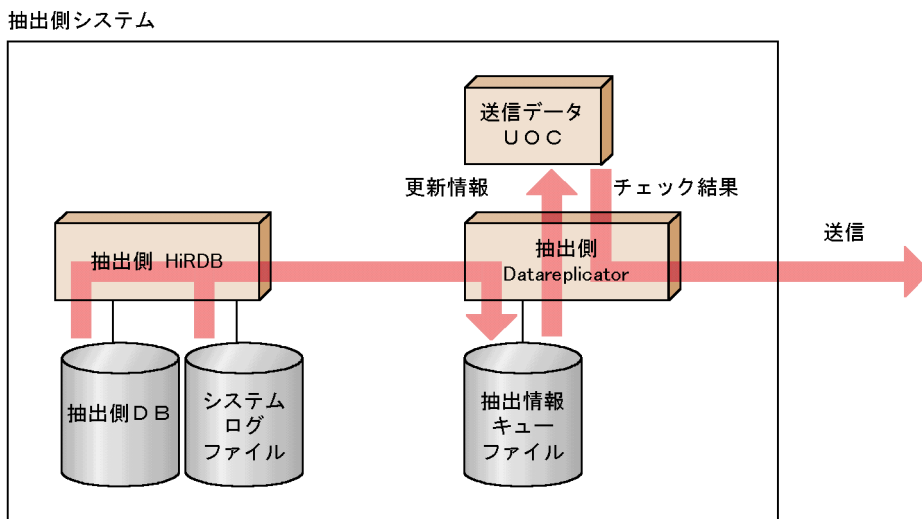 抽出側システム
送信データ
UOC
更新情報
チェック結果
抽出側 HiRDB
抽出側
Datareplicator
送信
抽出側DB
システム
ログ
ファイル
抽出情報
キュー
ファイル